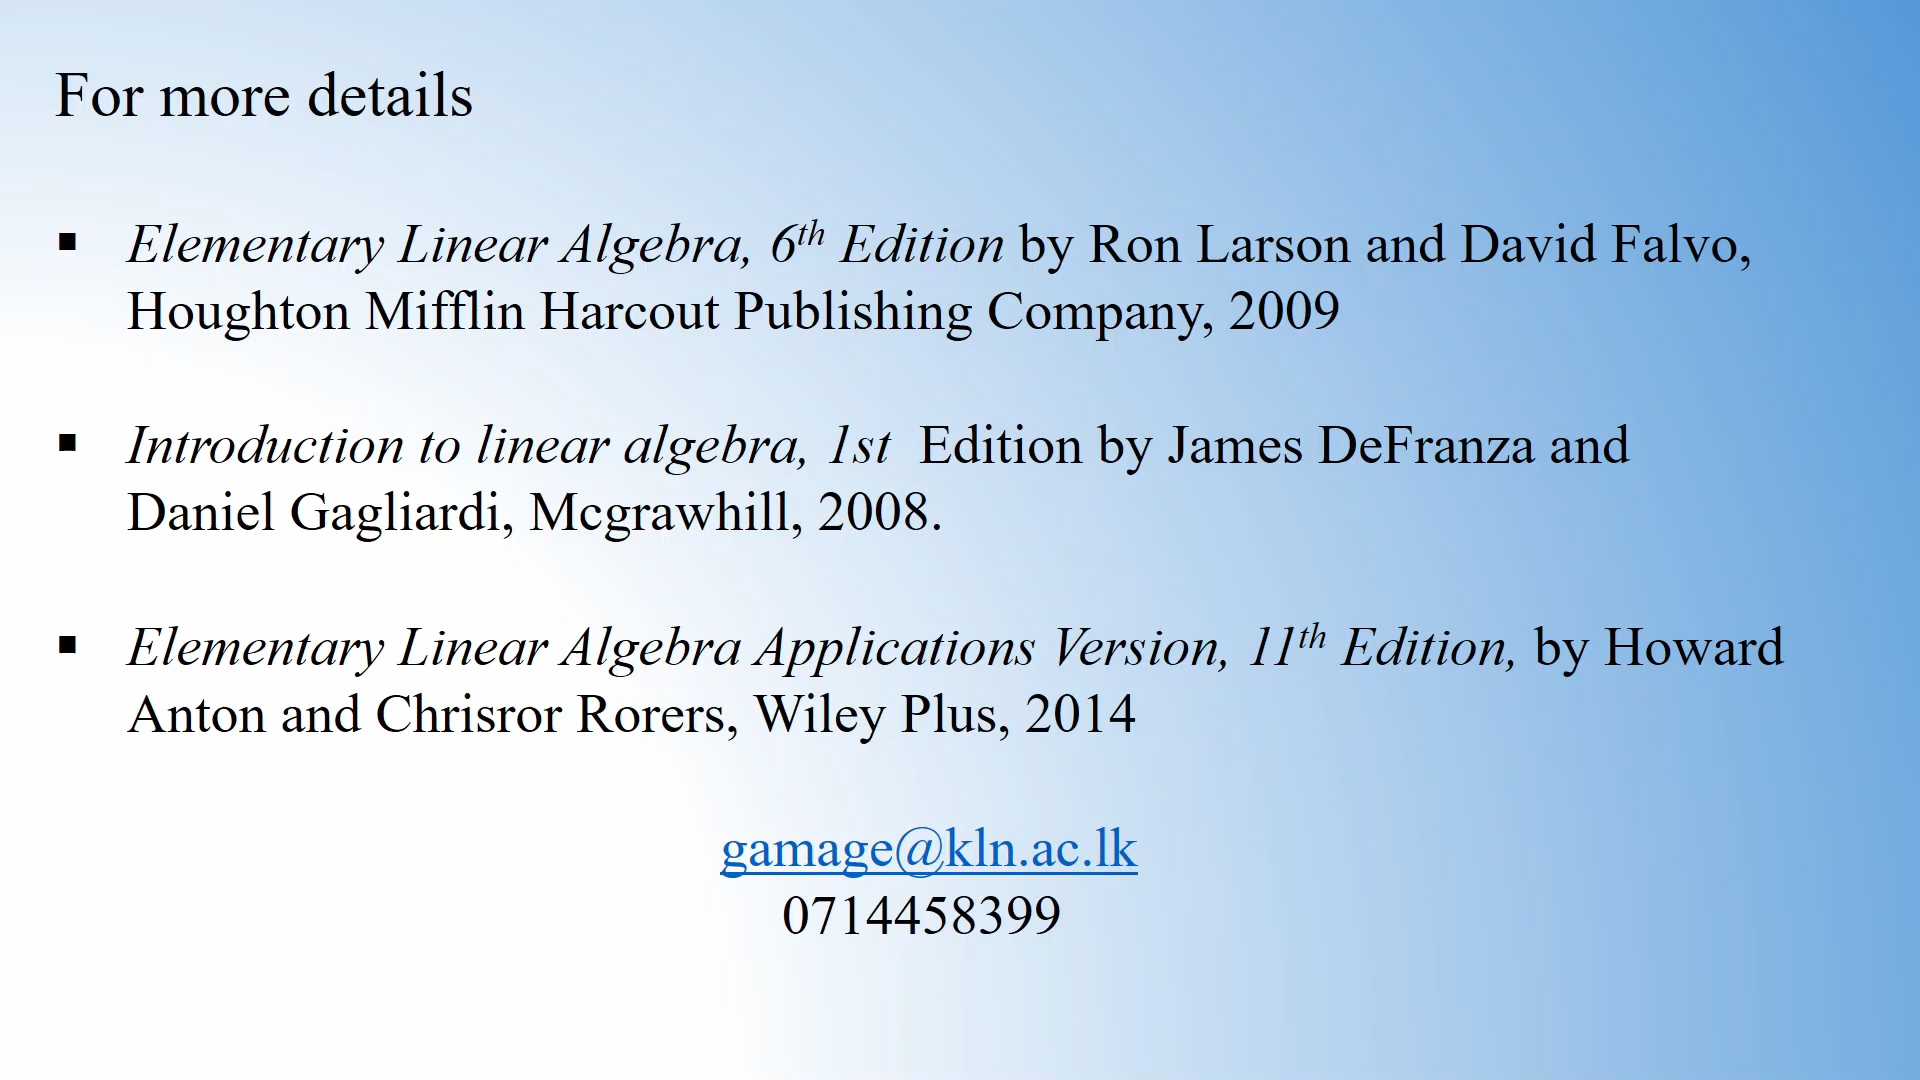 For more details
▪ Elementary Linear Algebra, 6th Edition by Ron Larson and David Falvo,
Houghton Mifflin Harcout Publishing Company, 2009
▪ Introduction to linear algebra, 1st Edition by James DeFranza and
Daniel Gagliardi, Mcgrawhill, 2008.
▪ Elementary Linear Algebra Applications Version, 11th Edition, by Howard
Anton and Chrisror Rorers, Wiley Plus, 2014
gamage@kln.ac.lk
0714458399